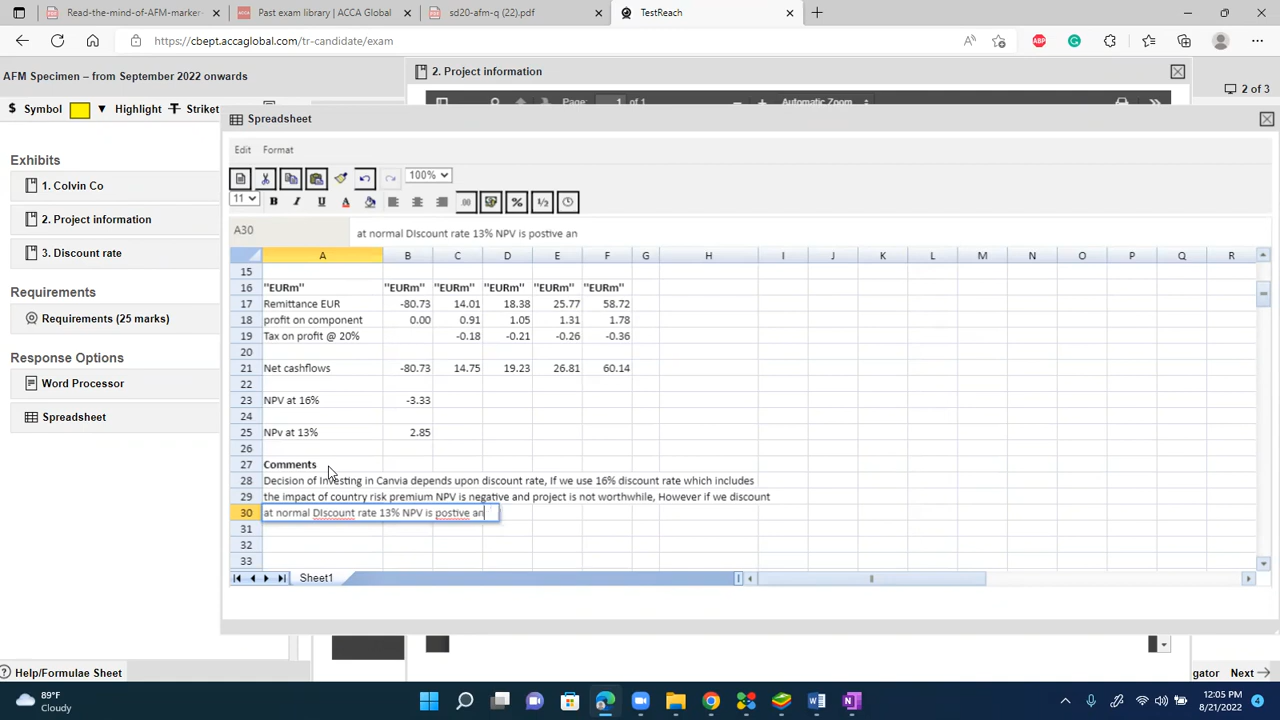 Read-the-mind-of-AFM-marker-
Past exam library | ACCA Global
sd20-afm-q (22).pdf
TestReach
https://cbept.accaglobal.com/tr-candidate/exam
AFM Specimen – from September 2022 onwards
2. Project information
$ Symbol Highlight Striket
Page: 1 of 1 Automatic Zoom
2 of 3
Spreadsheet
Edit Format
100%
11 B I U A .00 % 1/2
A30 at normal DIscount rate 13% NPV is postive an
A B C D E F G H I J K L M N O P Q R
15
16 "EURm" "EURm" "EURm" "EURm" "EURm" "EURm"
17 Remittance EUR -80.73 14.01 18.38 25.77 58.72
18 profit on component 0.00 0.91 1.05 1.31 1.78
19 Tax on profit @ 20% -0.18 -0.21 -0.26 -0.36
20
21 Net cashflows -80.73 14.75 19.23 26.81 60.14
22
23 NPV at 16% -3.33
24
25 NPv at 13% 2.85
26
27 Comments
28 Decision of Investing in Canvia depends upon discount rate, If we use 16% discount rate which includes
29 the impact of country risk premium NPV is negative and project is not worthwhile, However if we discount
30 at normal DIscount rate 13% NPV is postive an
31
32
33
Sheet1
Exhibits
1. Colvin Co
2. Project information
3. Discount rate
Requirements
Requirements (25 marks)
Response Options
Word Processor
Spreadsheet
Help/Formulae Sheet
gator Next
89°F
Cloudy
12:05 PM
8/21/2022